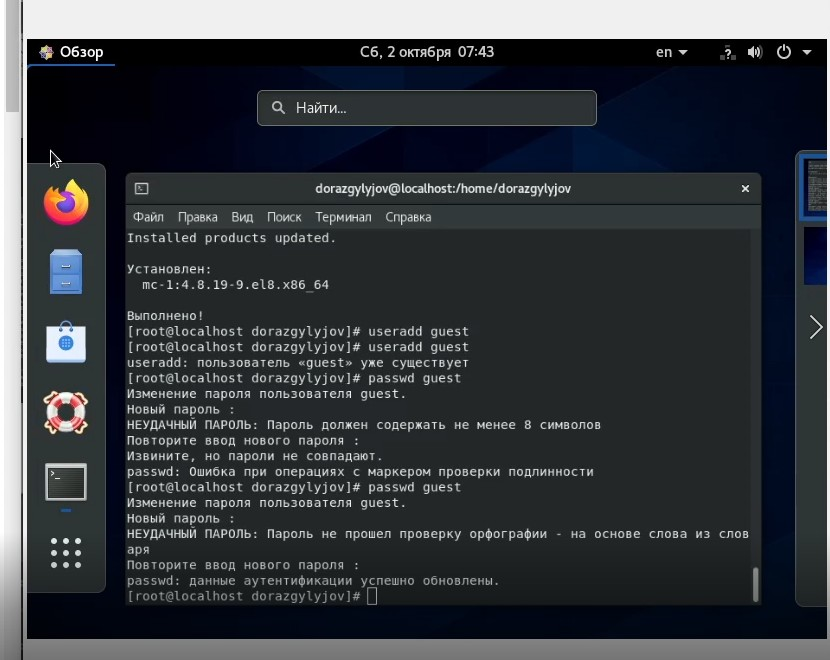 Обзор
Сб, 2 октября 07:43
en
Найти...
dorazgylyjov@localhost:/home/dorazgylyjov
Файл Правка Вид Поиск Терминал Справка
Installed products updated.
Установлен:
mc-1:4.8.19-9.el8.x86_64
Выполнено!
[root@localhost dorazgylyjov]# useradd guest
[root@localhost dorazgylyjov]# useradd guest
useradd: пользователь «guest» уже существует
[root@localhost dorazgylyjov]# passwd guest
Изменение пароля пользователя guest.
Новый пароль :
НЕУДАЧНЫЙ ПАРОЛЬ: Пароль должен содержать не менее 8 символов
Повторите ввод нового пароля :
Извините, но пароли не совпадают.
passwd: Ошибка при операциях с маркером проверки подлинности
[root@localhost dorazgylyjov]# passwd guest
Изменение пароля пользователя guest.
Новый пароль :
НЕУДАЧНЫЙ ПАРОЛЬ: Пароль не прошел проверку орфографии - на основе слова из слов
аря
Повторите ввод нового пароля :
passwd: данные аутентификации успешно обновлены.
[root@localhost dorazgylyjov]#